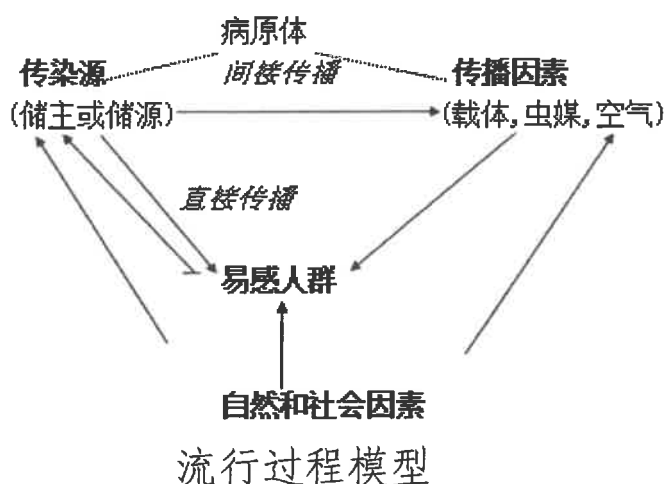 病原体
传染源 间接传播 传播因素
(储主或储源) (载体,虫媒,空气)
直接传播
易感人群
自然和社会因素
流行过程模型